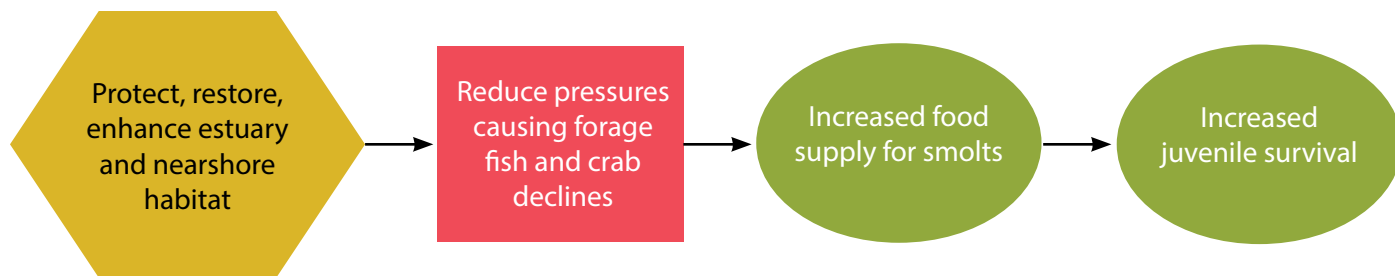 Protect, restore,
enhance estuary
and nearshore
habitat
Reduce pressures
causing forage
fish and crab
declines
Increased food
supply for smolts
Increased
juvenile survival